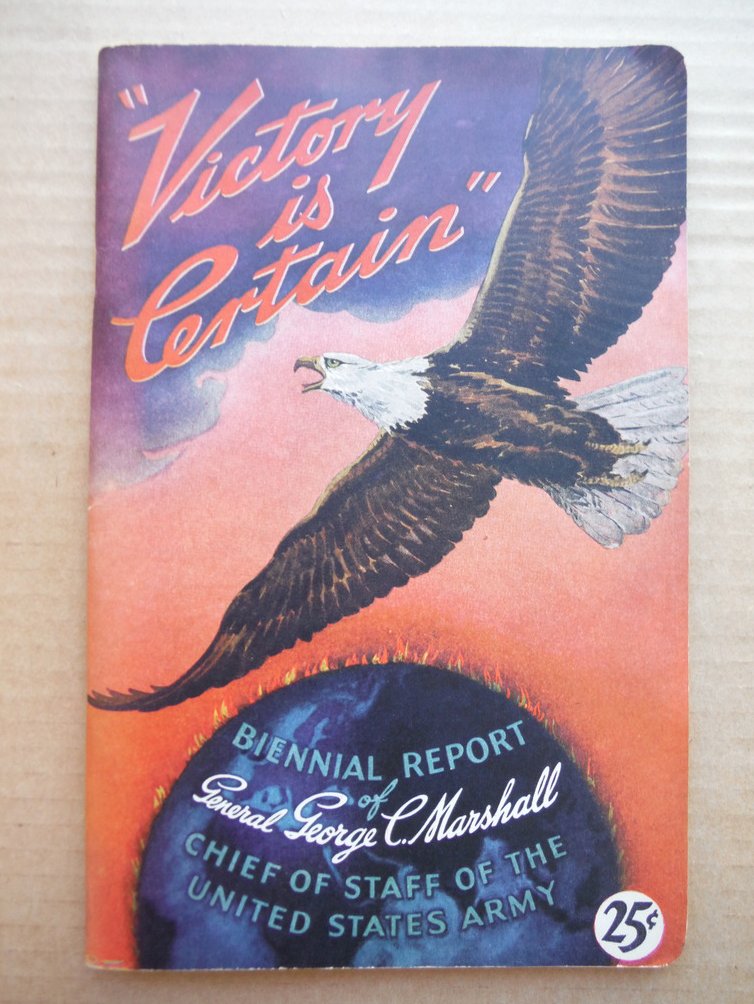 "Victory
is
Certain"
BIENNIAL REPORT
of
General George C. Marshall
CHIEF OF STAFF OF THE
UNITED STATES ARMY
25¢